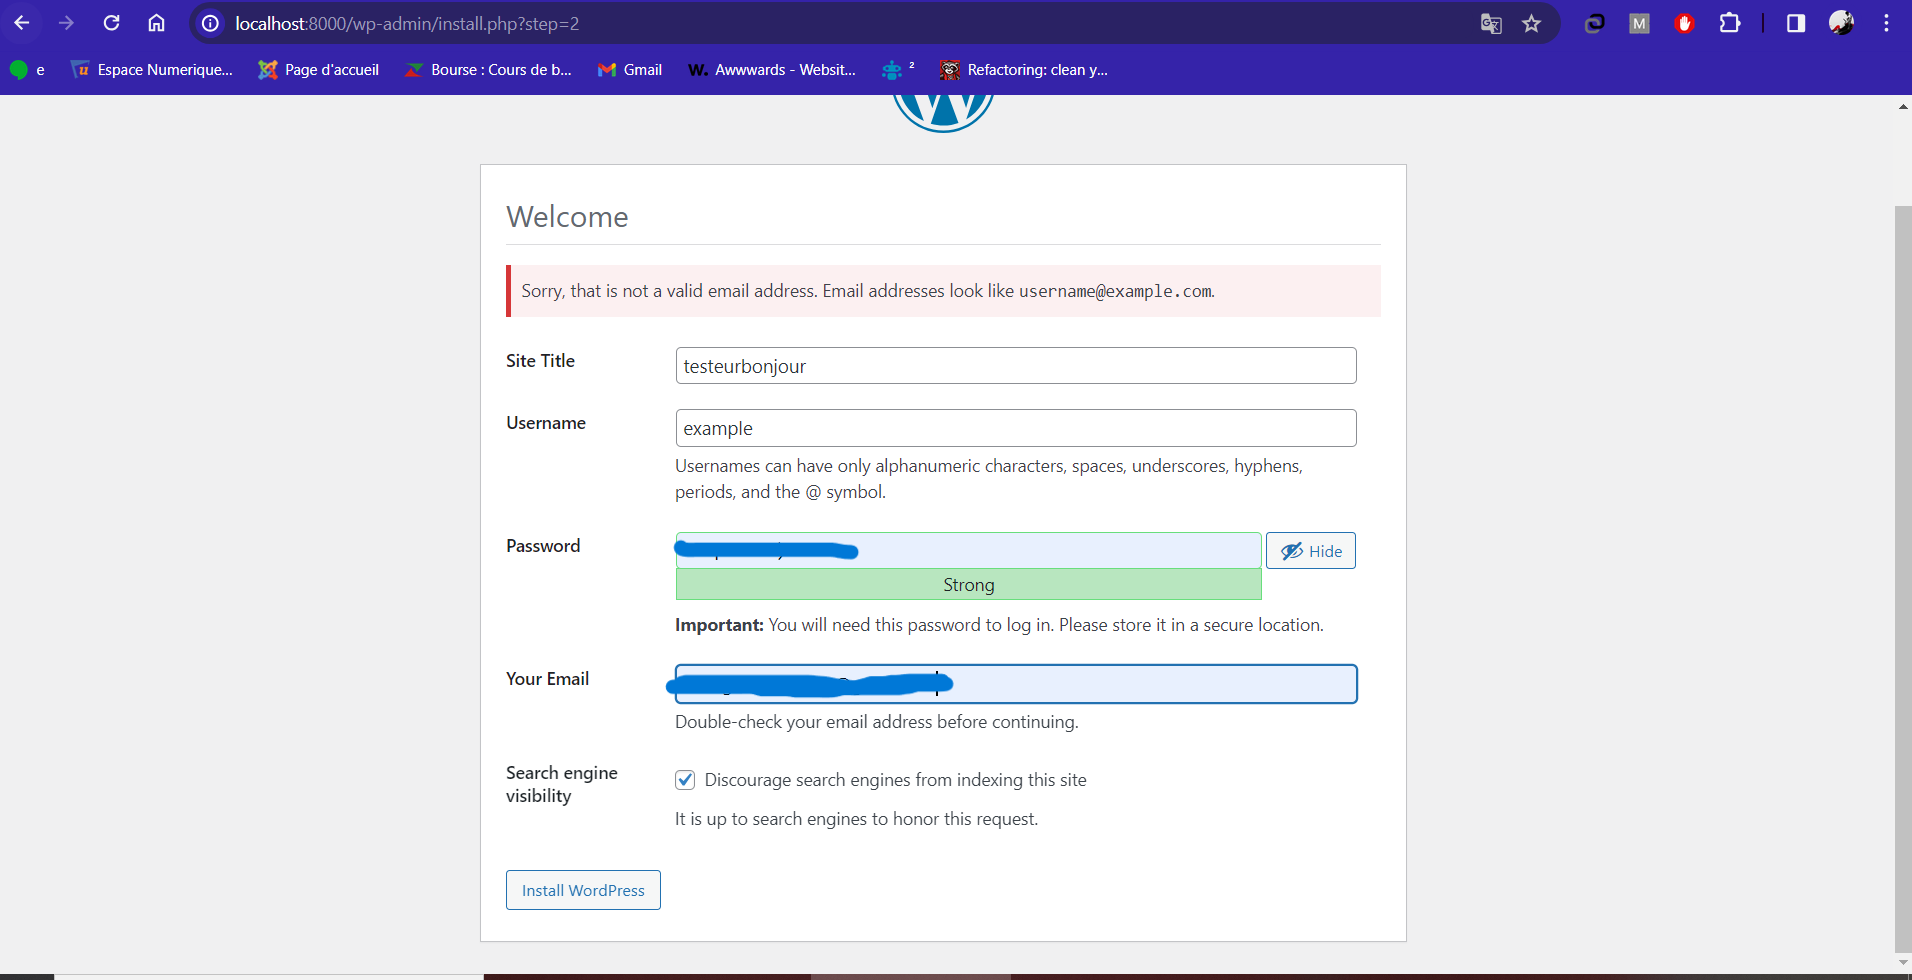 localhost:8000/wp-admin/install.php?step=2
M
e
Espace Numerique...
Page d'accueil
Bourse : Cours de b...
Gmail
W. Awwwards - Websit...
²
Refactoring: clean y...
Welcome
Sorry, that is not a valid email address. Email addresses look like username@example.com.
Site Title
testeurbonjour
Username
example
Usernames can have only alphanumeric characters, spaces, underscores, hyphens,
periods, and the @ symbol.
Password
Hide
Strong
Important: You will need this password to log in. Please store it in a secure location.
Your Email
Double-check your email address before continuing.
Search engine
visibility
Discourage search engines from indexing this site
It is up to search engines to honor this request.
Install WordPress